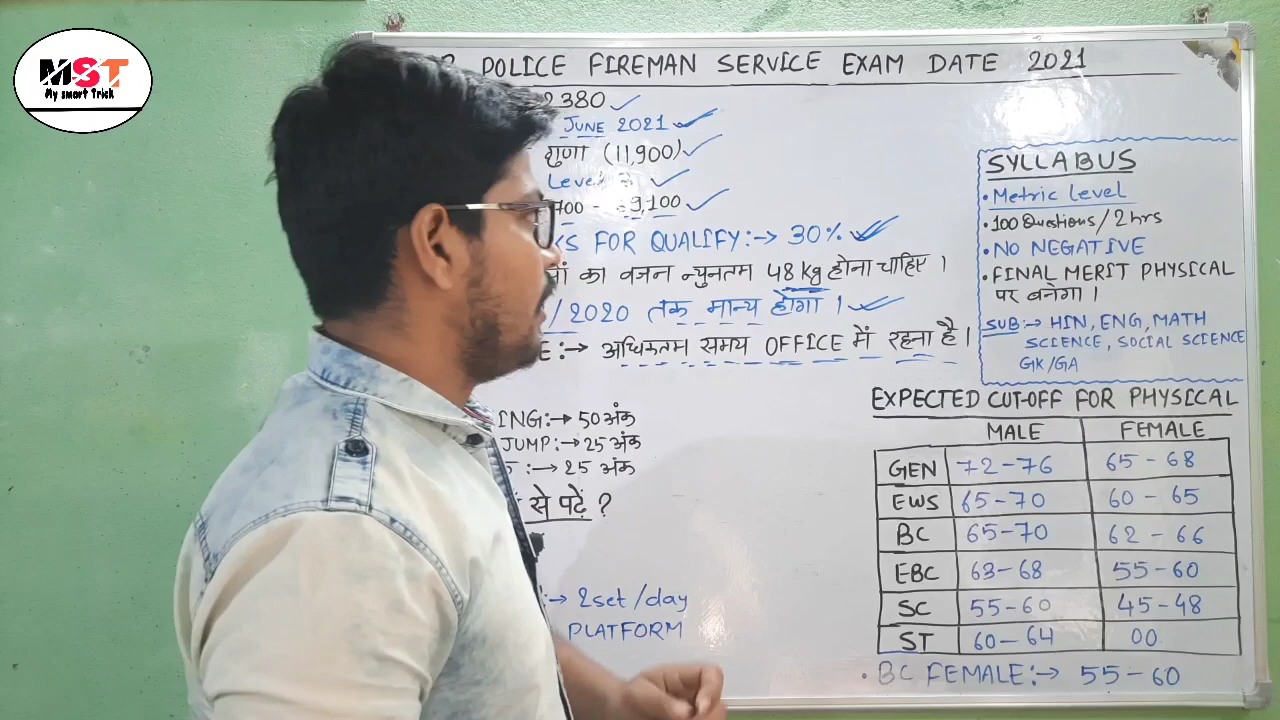 MST
My smart Trick
POLICE FIREMAN SERVICE EXAM DATE 2021
2380
JUNE 2021
गुणा (11,900)
Level
700 - 69,100
FOR QUALIFY:→ 30%
का वजन न्युनतम 48 Kg होना चाहिए ।
/2020 तक मान्य होगा ।
:→ अधिकतम समय OFFICE में रहना है ।
ING:→ 50 अंक
JUMP:→ 25 अंक
:→ 25 अंक
से पढ़ें ?
→ 2set/day
PLATFORM
SYLLABUS
• Metric Level
• 100 Questions/2 hrs
• NO NEGATIVE
• FINAL MERIT PHYSICAL
पर बनेगा ।
SUB:→ HIN, ENG, MATH
SCIENCE, SOCIAL SCIENCE
GK/GA
EXPECTED CUT-OFF FOR PHYSICAL
MALE FEMALE
GEN 72-76 65-68
EWS 65-70 60-65
BC 65-70 62-66
EBC 63-68 55-60
SC 55-60 45-48
ST 60-64 00
• BC FEMALE:→ 55-60